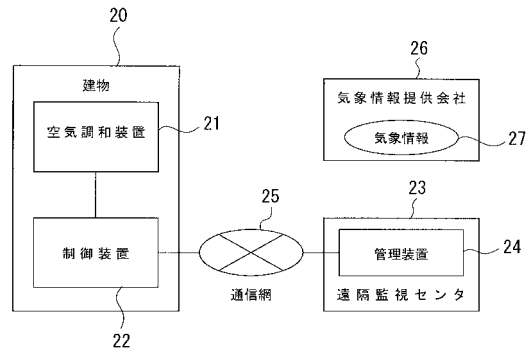 20
建物
空気調和装置
21
制御装置
22
25
通信網
26
気象情報提供会社
気象情報
27
23
管理装置
24
遠隔監視センタ